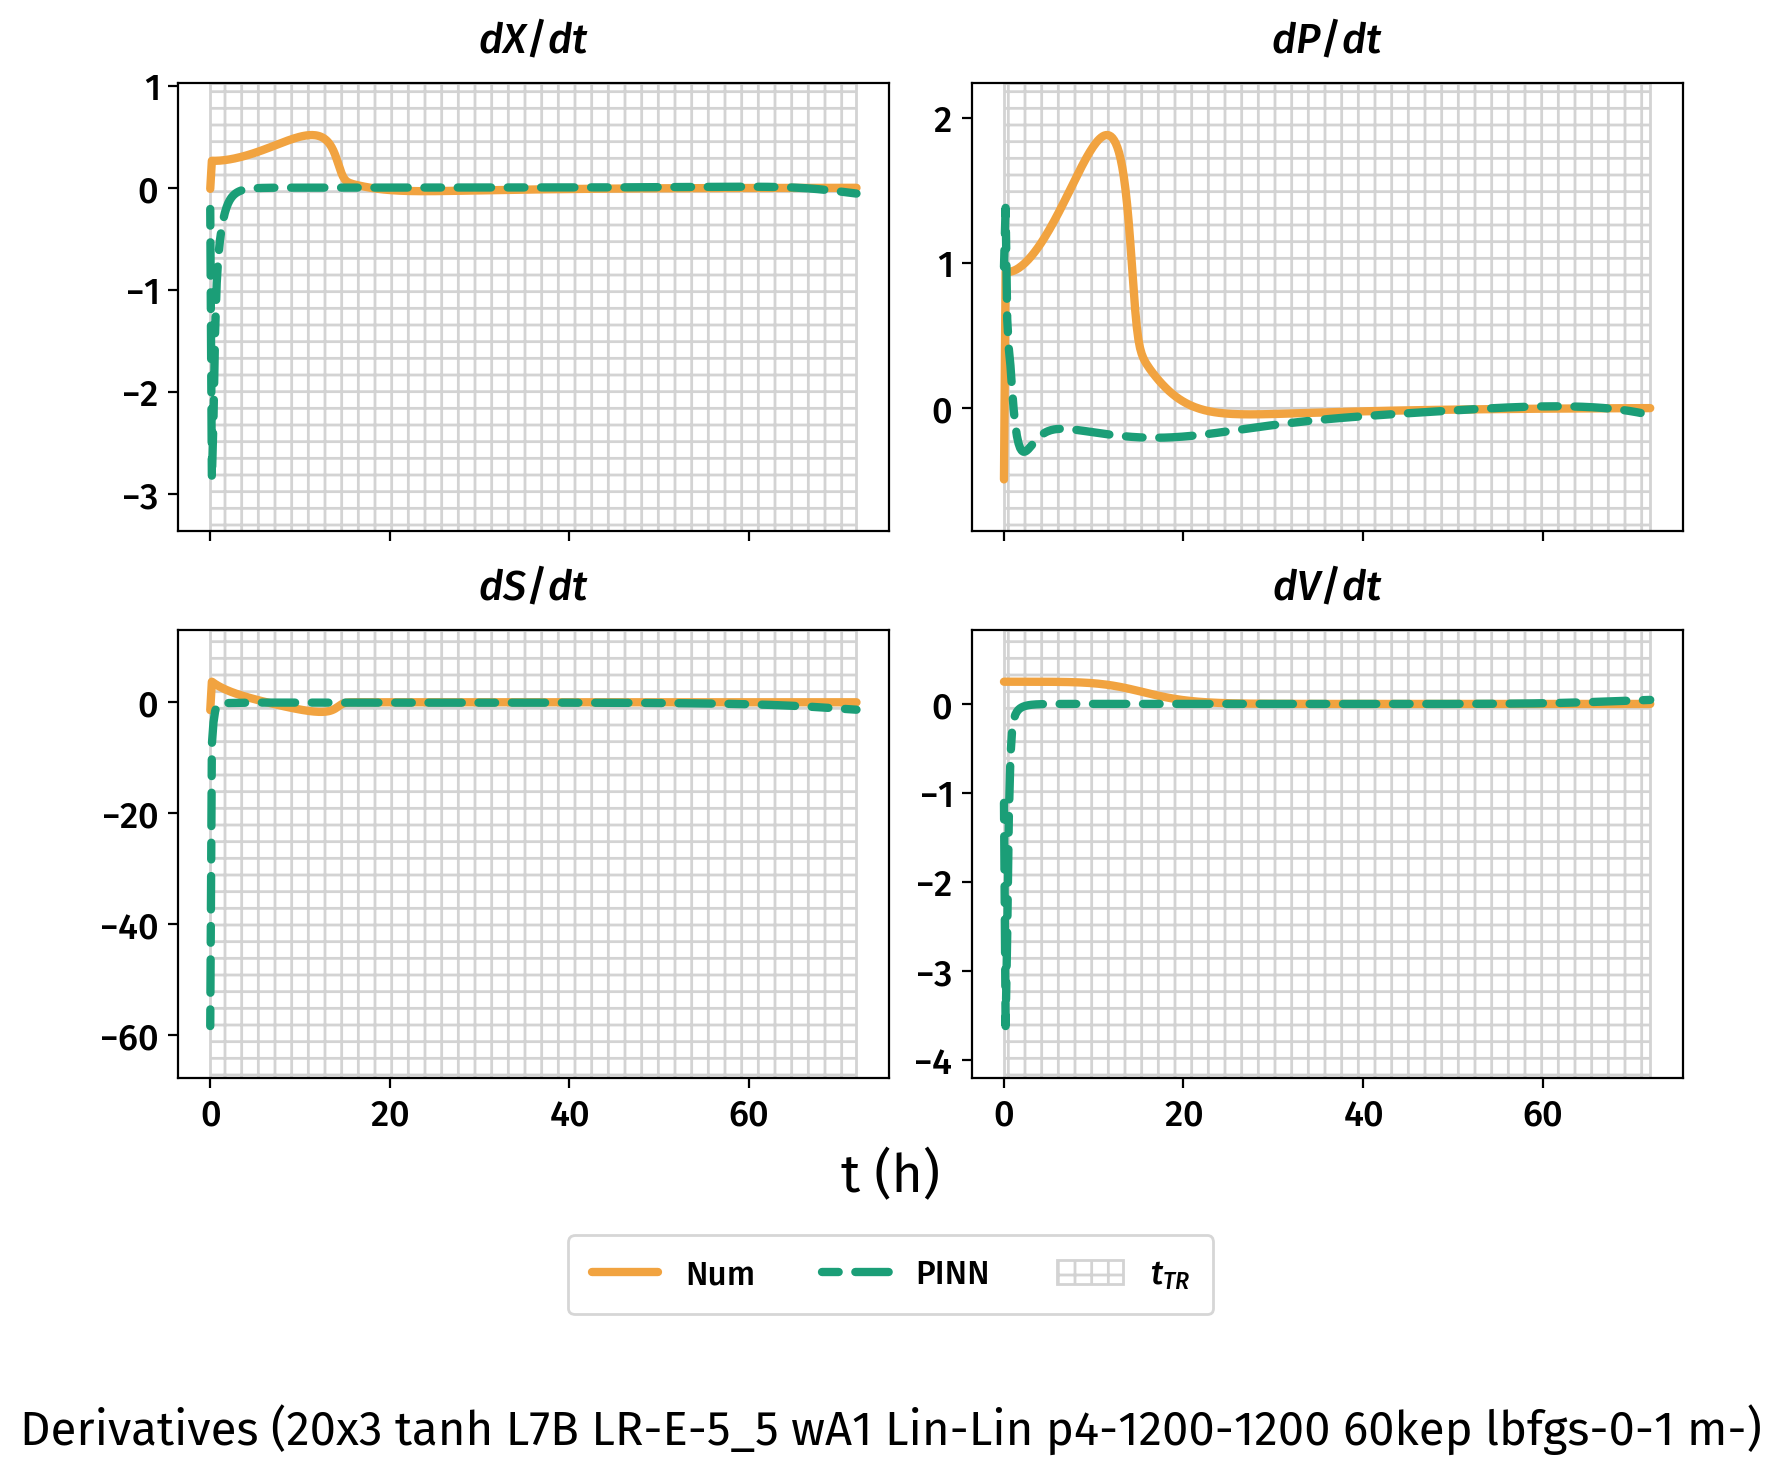 dX/dt
dP/dt
1
0
−1
−2
−3
2
1
0
dS/dt
dV/dt
0
−20
−40
−60
0
−1
−2
−3
−4
0 20 40 60
0 20 40 60
t (h)
Num PINN tTR
Derivatives (20x3 tanh L7B LR-E-5_5 wA1 Lin-Lin p4-1200-1200 60kep lbfgs-0-1 m-)